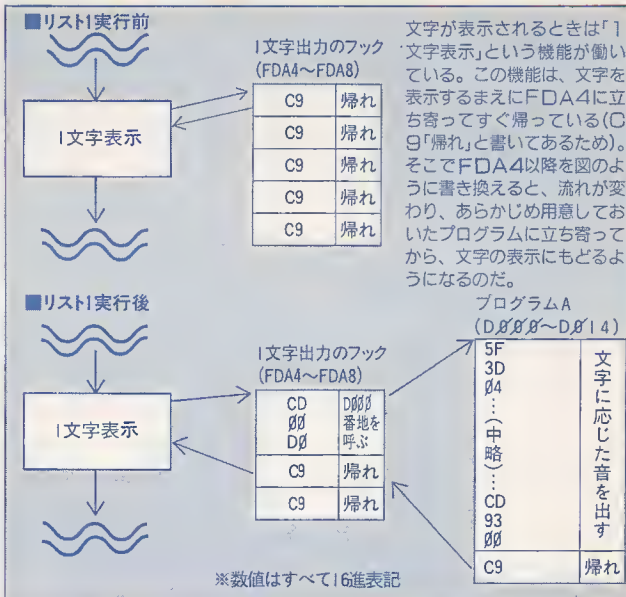 ■リスト1実行前
1文字表示
1文字出力のフック
(FDA4〜FDA8)
C9 帰れ
C9 帰れ
C9 帰れ
C9 帰れ
C9 帰れ
文字が表示されるときは「1
文字表示」という機能が働い
ている。この機能は、文字を
表示するまえにFDA4に立
ち寄ってすぐ帰っている(C
9「帰れ」と書いてあるため)。
そこでFDA4以降を図のよ
うに書き換えると、流れが変
わり、あらかじめ用意してお
いたプログラムに立ち寄って
から、文字の表示にもどるよ
うになるのだ。
■リスト1実行後
1文字表示
1文字出力のフック
(FDA4〜FDA8)
CD DØØØ
ØØ 番地を
DØ 呼ぶ
C9 帰れ
C9 帰れ
プログラムA
(DØØØ〜DØ14)
5F
3D
Ø4
…(中略)…
CD
93
ØØ
文字に応じた音を出す
C9 帰れ
※数値はすべて16進表記